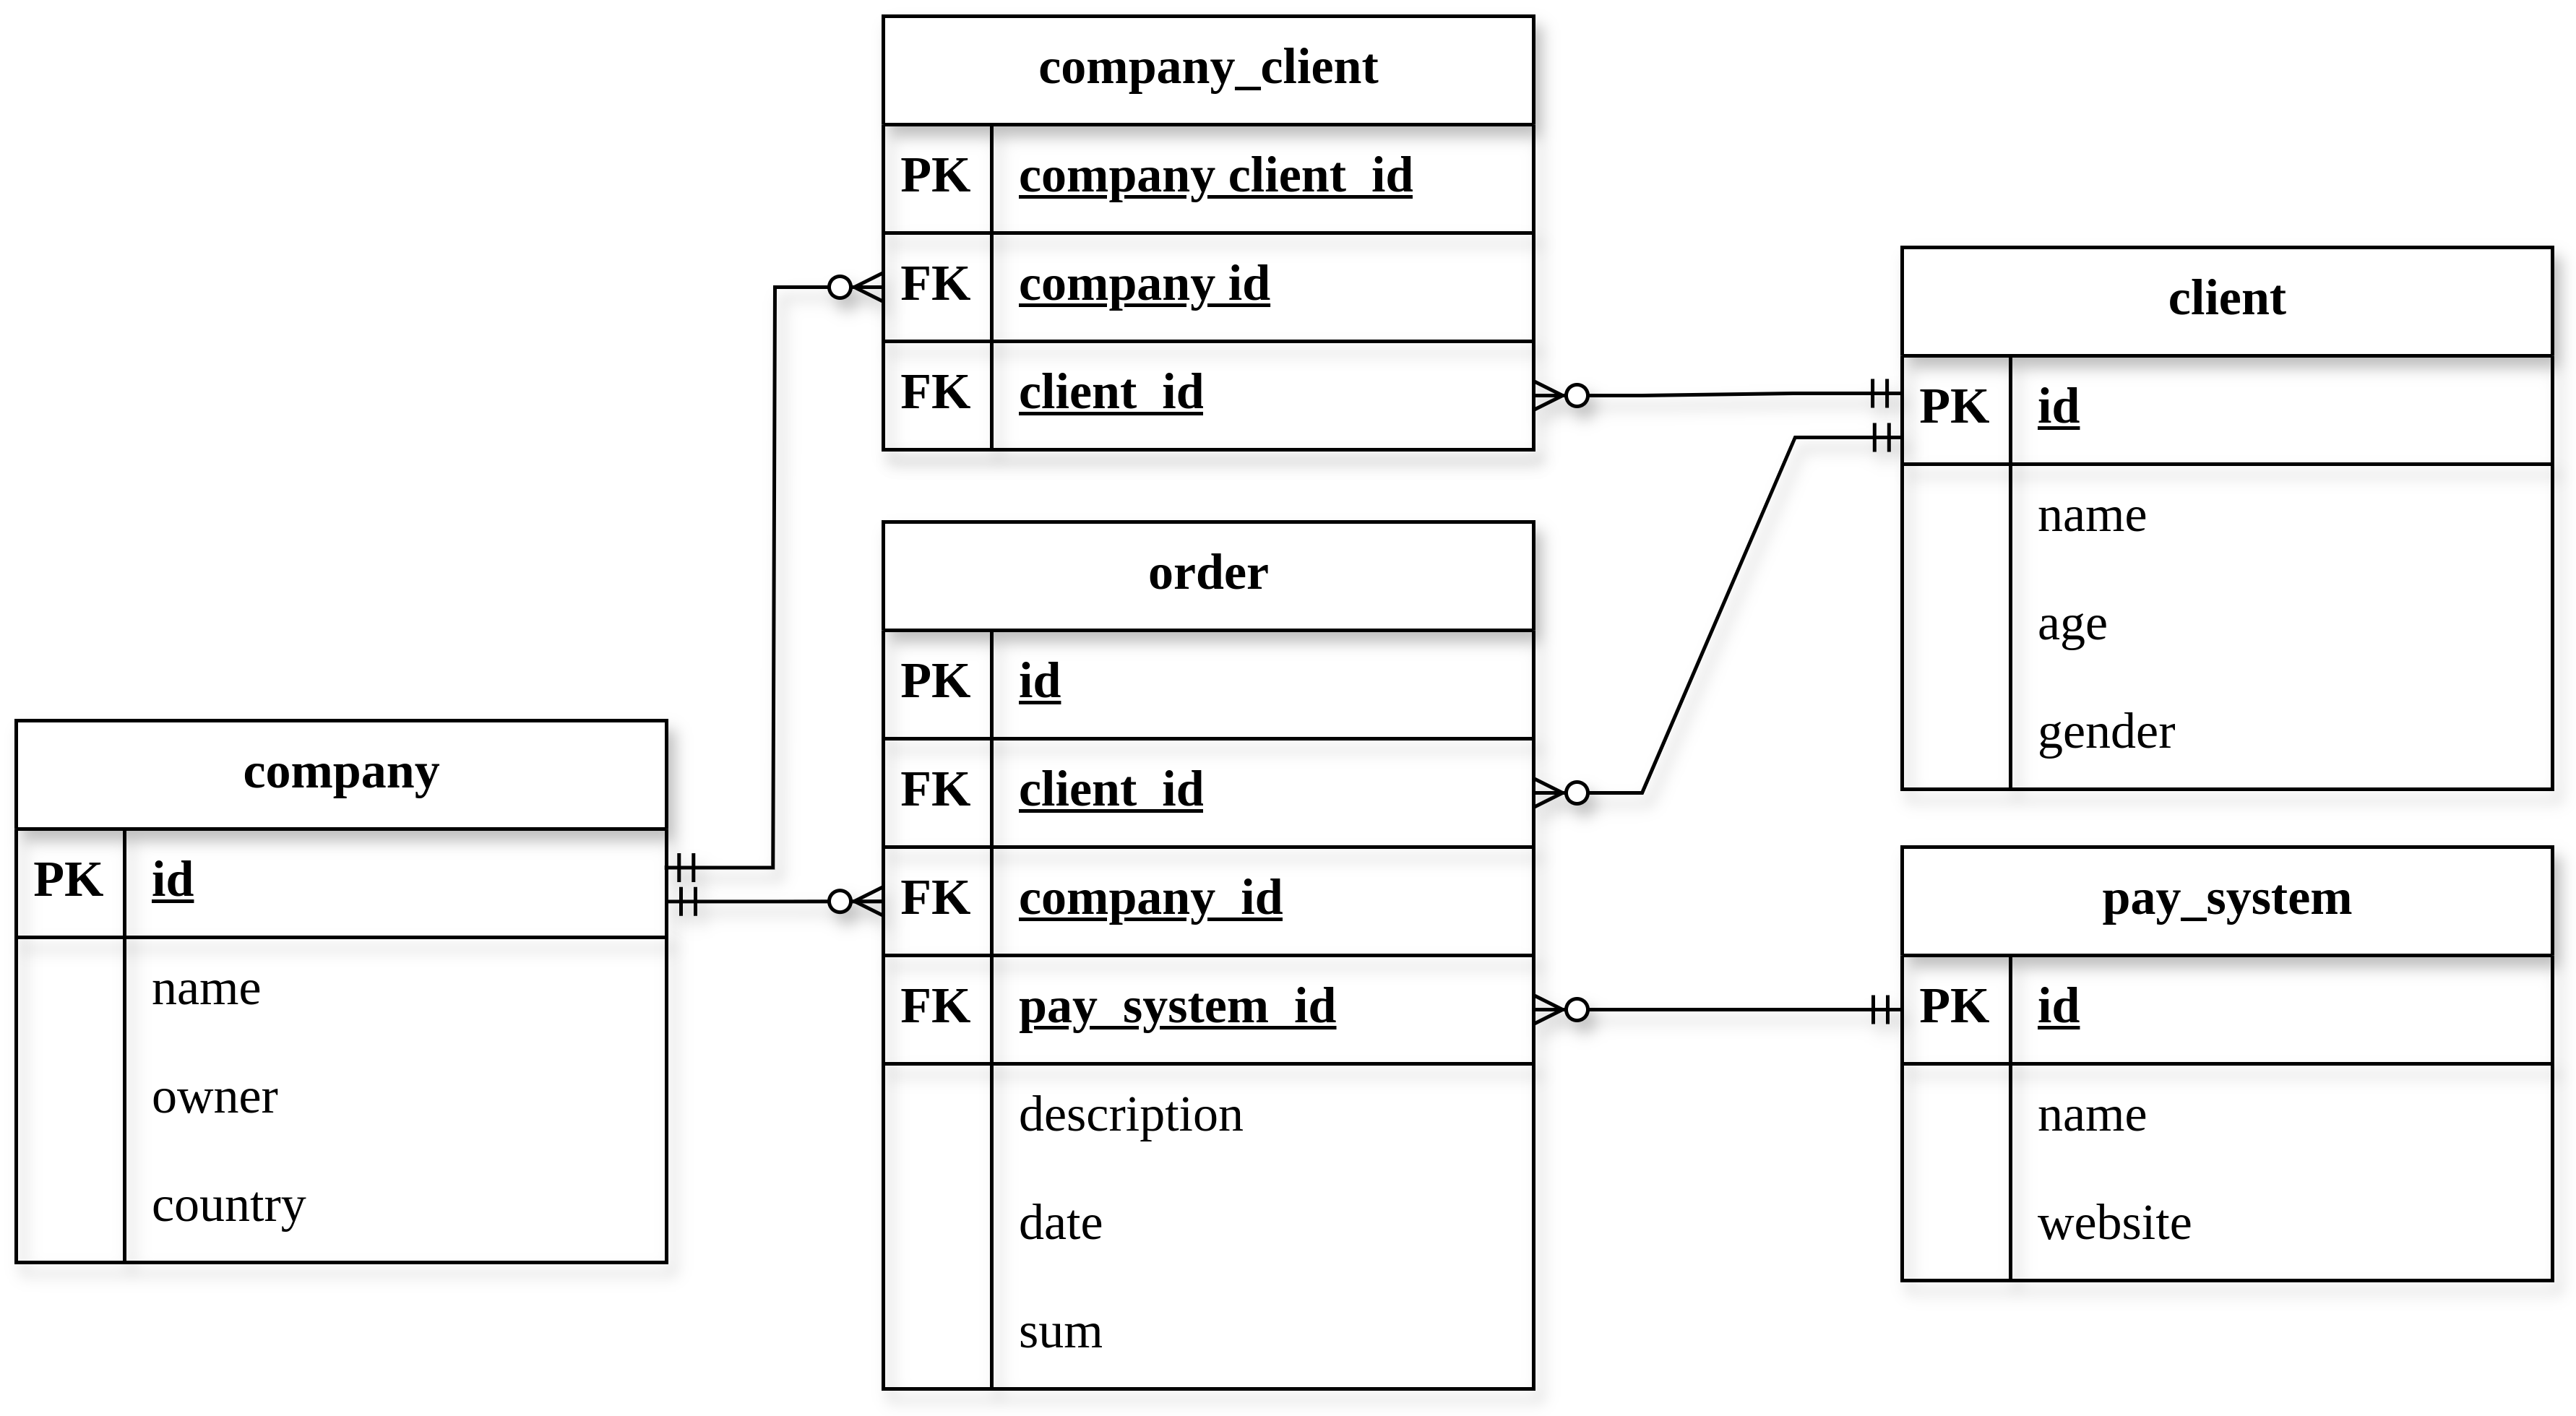 company_client
PK company client_id
FK company id
FK client_id
client
PK id
name
age
gender
order
PK id
FK client_id
FK company_id
FK pay_system_id
description
date
sum
company
PK id
name
owner
country
pay_system
PK id
name
website